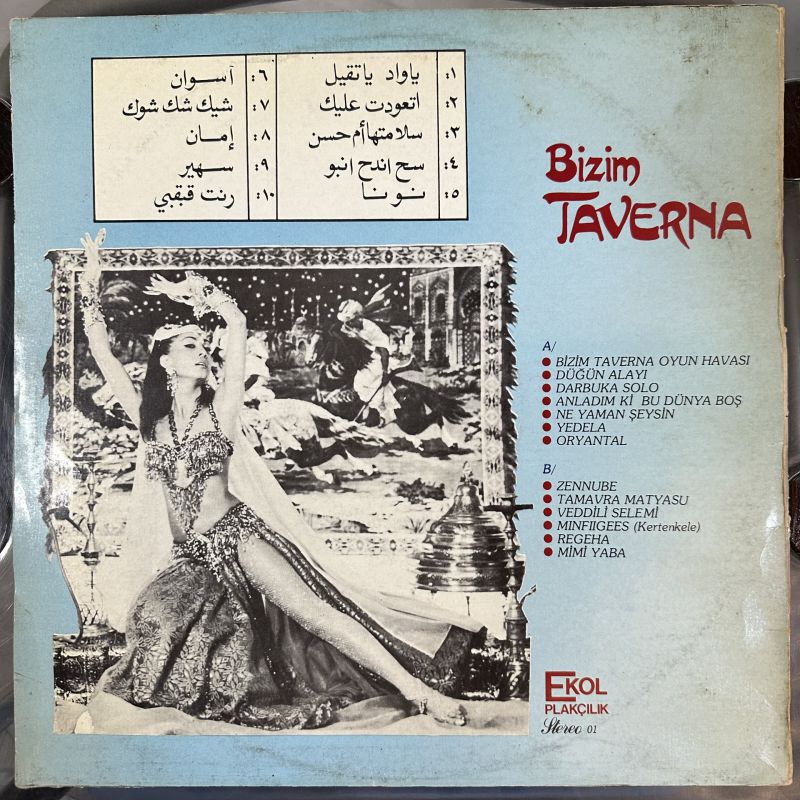 ١: ياواد ياتقيل
٢: اتعودت عليك
٣: سلامتهاأم حسن
٤: سح اندح انبو
٥: نونا
٦: آسوان
٧: شيك شك شوك
٨: إمان
٩: سهير
١٠: رنت قبقبي
Bizim
TAVERNA
A/
BİZİM TAVERNA OYUN HAVASI
DÜĞÜN ALAYI
DARBUKA SOLO
ANLADIM Kİ BU DÜNYA BOŞ
NE YAMAN ŞEYSİN
YEDELA
ORYANTAL
B/
ZENNUBE
TAMAVRA MATYASU
VEDDİLİ SELEMİ
MINFIIGEES (Kertenkele)
REGEHA
MİMİ YABA
EKOL
PLAKÇILIK
Stereo 01